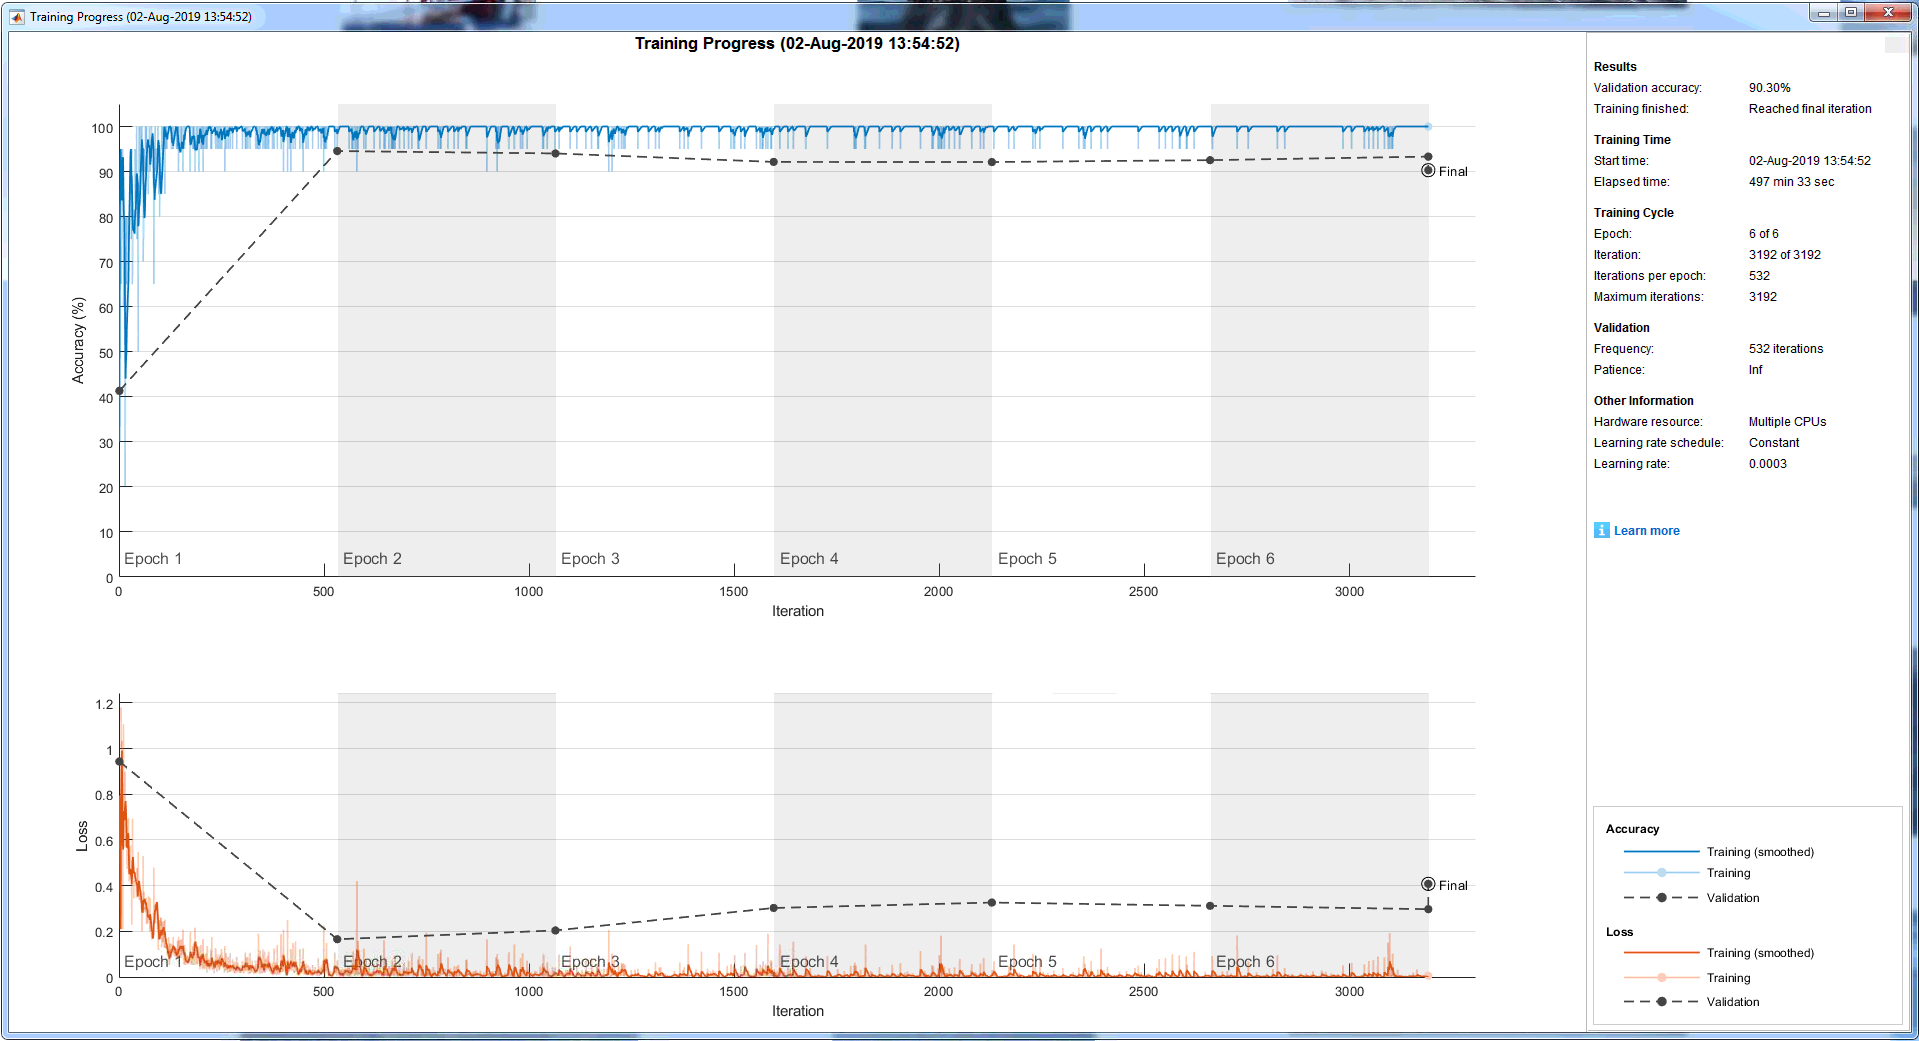 Training Progress (02-Aug-2019 13:54:52)
Training Progress (02-Aug-2019 13:54:52)
Accuracy (%)
100
90
80
70
60
50
40
30
20
10
0
Final
Epoch 1 Epoch 2 Epoch 3 Epoch 4 Epoch 5 Epoch 6
0 500 1000 1500 2000 2500 3000
Iteration
Loss
1.2
1
0.8
0.6
0.4
0.2
0
Final
Epoch 1 Epoch 2 Epoch 3 Epoch 4 Epoch 5 Epoch 6
0 500 1000 1500 2000 2500 3000
Iteration
Results
Validation accuracy: 90.30%
Training finished: Reached final iteration
Training Time
Start time: 02-Aug-2019 13:54:52
Elapsed time: 497 min 33 sec
Training Cycle
Epoch: 6 of 6
Iteration: 3192 of 3192
Iterations per epoch: 532
Maximum iterations: 3192
Validation
Frequency: 532 iterations
Patience: Inf
Other Information
Hardware resource: Multiple CPUs
Learning rate schedule: Constant
Learning rate: 0.0003
i Learn more
Accuracy
Training (smoothed)
Training
Validation
Loss
Training (smoothed)
Training
Validation